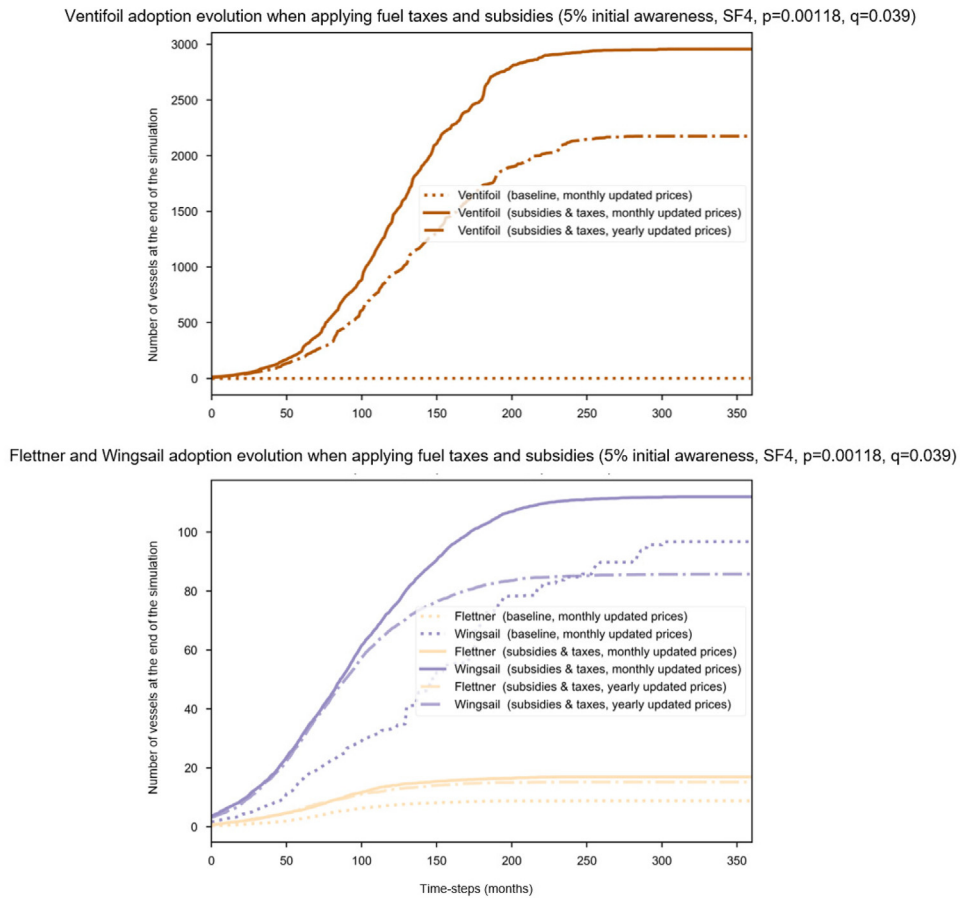 Ventifoil adoption evolution when applying fuel taxes and subsidies (5% initial awareness, SF4, p=0.00118, q=0.039)
Number of vessels at the end of the simulation
3000
2500
2000
1500
1000
500
0
Ventifoil (baseline, monthly updated prices)
Ventifoil (subsidies & taxes, monthly updated prices)
Ventifoil (subsidies & taxes, yearly updated prices)
0 50 100 150 200 250 300 350
Flettner and Wingsail adoption evolution when applying fuel taxes and subsidies (5% initial awareness, SF4, p=0.00118, q=0.039)
Number of vessels at the end of the simulation
100
80
60
40
20
0
Flettner (baseline, monthly updated prices)
Wingsail (baseline, monthly updated prices)
Flettner (subsidies & taxes, monthly updated prices)
Wingsail (subsidies & taxes, monthly updated prices)
Flettner (subsidies & taxes, yearly updated prices)
Wingsail (subsidies & taxes, yearly updated prices)
0 50 100 150 200 250 300 350
Time-steps (months)